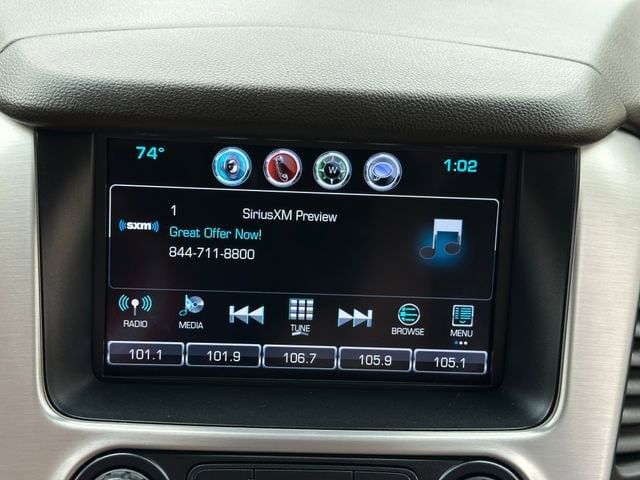 74°
W
1:02
1
SiriusXM Preview
sxm
Great Offer Now!
844-711-8800
RADIO
MEDIA
TUNE
BROWSE
MENU
101.1
101.9
106.7
105.9
105.1